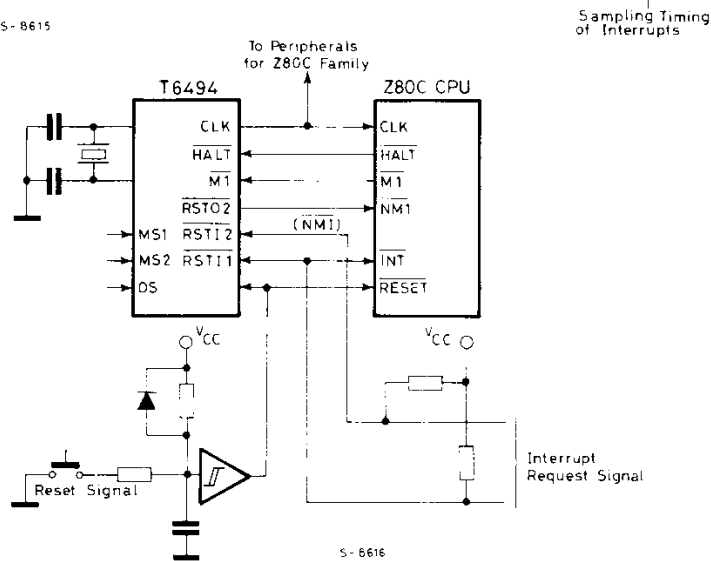 Sampling Timing
of Interrupts
S-8615
To Peripherals
for Z80C Family
T6494
Z80C CPU
CLK
CLK
HALT
HALT
M1
M1
RSTO2
NM1
(NMI)
MS1
RSTI2
MS2
RSTI1
INT
OS
RESET
VCC
VCC
Interrupt
Request Signal
Reset Signal
S-8616